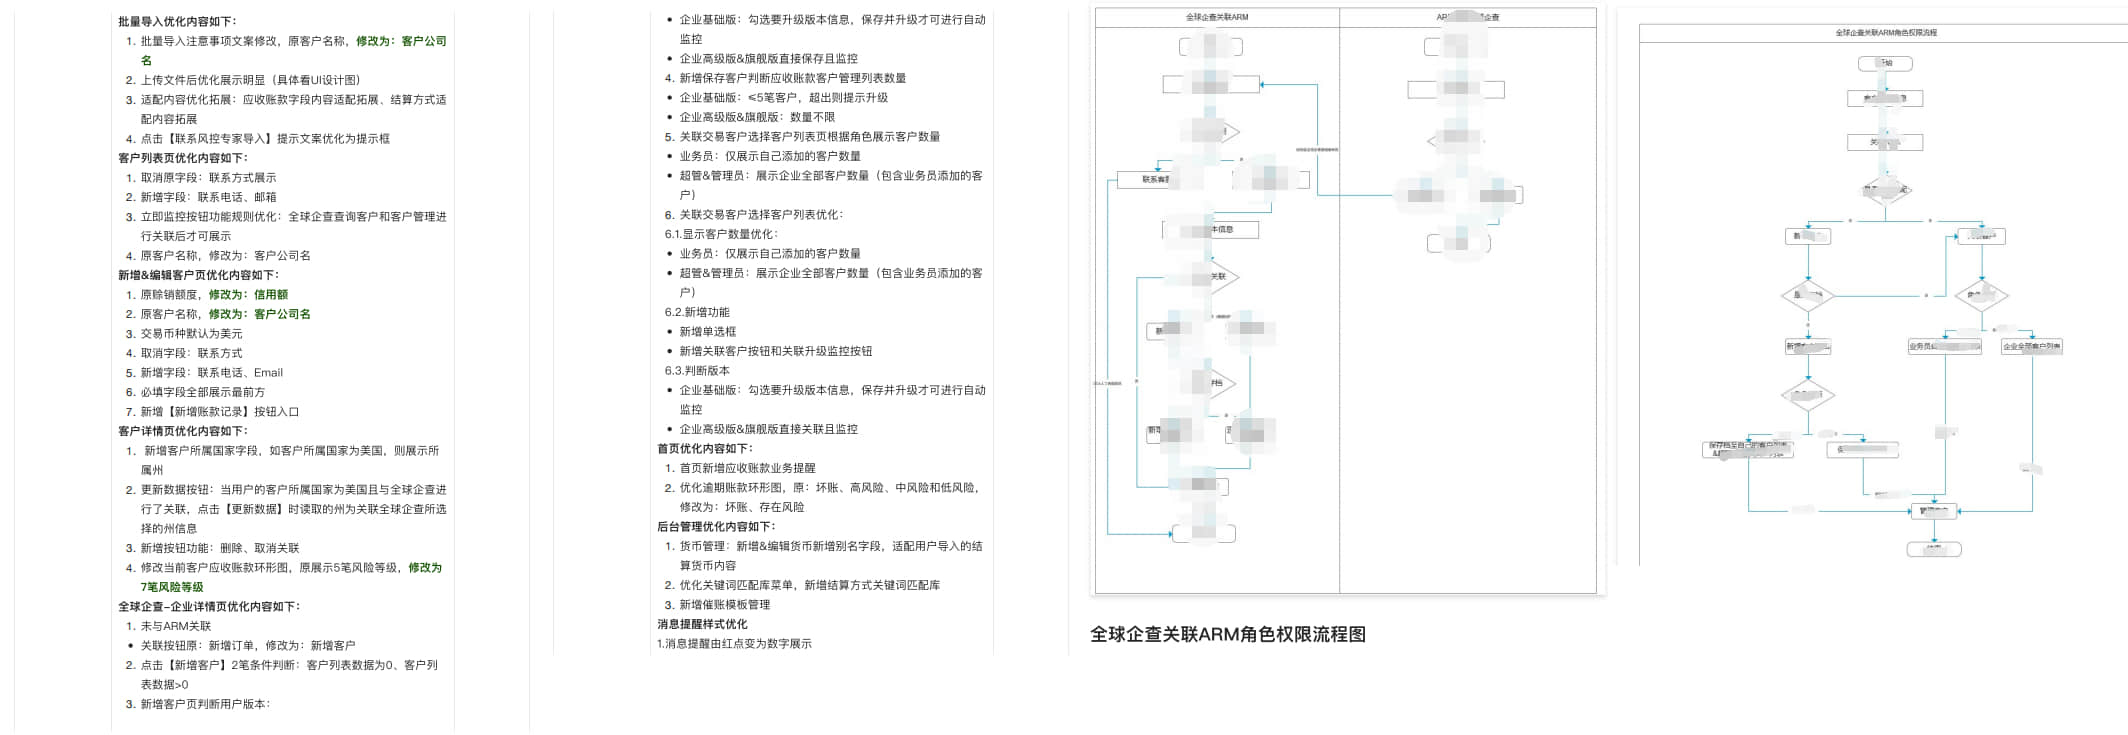 批量导入优化内容如下：
1. 批量导入注意事项文案修改，原客户名称，修改为：客户公司
名
2. 上传文件后优化展示明显（具体看UI设计图）
3. 适配内容优化拓展：应收账款字段内容适配拓展、结算方式适
配内容拓展
4. 点击【联系风控专家导入】提示文案优化为提示框
客户列表页优化内容如下：
1. 取消原字段：联系方式展示
2. 新增字段：联系电话、邮箱
3. 立即监控按钮功能规则优化：全球企查查询客户和客户管理进
行关联后才可展示
4. 原客户名称，修改为：客户公司名
新增&编辑客户页优化内容如下：
1. 原赊销额度，修改为：信用额
2. 原客户名称，修改为：客户公司名
3. 交易币种默认为美元
4. 取消字段：联系方式
5. 新增字段：联系电话、Email
6. 必填字段全部展示最前方
7. 新增【新增账款记录】按钮入口
客户详情页优化内容如下：
1. 新增客户所属国家字段，如客户所属国家为美国，则展示所
属州
2. 更新数据按钮：当用户的客户所属国家为美国且与全球企查进
行了关联，点击【更新数据】时读取的州为关联全球企查所选
择的州信息
3. 新增按钮功能：删除、取消关联
4. 修改当前客户应收账款环形图，原展示5笔风险等级，修改为
7笔风险等级
全球企查–企业详情页优化内容如下：
1. 未与ARM关联
• 关联按钮原：新增订单，修改为：新增客户
2. 点击【新增客户】2笔条件判断：客户列表数据为0、客户列
表数据>0
3. 新增客户页判断用户版本：
• 企业基础版：勾选要升级版本信息，保存并升级才可进行自动
监控
• 企业高级版&旗舰版直接保存且监控
4. 新增保存客户判断应收账款客户管理列表数量
• 企业基础版：≤5笔客户，超出则提示升级
• 企业高级版&旗舰版：数量不限
5. 关联交易客户选择客户列表页根据角色展示客户数量
• 业务员：仅展示自己添加的客户数量
• 超管&管理员：展示企业全部客户数量（包含业务员添加的客
户）
6. 关联交易客户选择客户列表优化：
6.1.显示客户数量优化：
• 业务员：仅展示自己添加的客户数量
• 超管&管理员：展示企业全部客户数量（包含业务员添加的客
户）
6.2.新增功能
• 新增单选框
• 新增关联客户按钮和关联升级监控按钮
6.3.判断版本
• 企业基础版：勾选要升级版本信息，保存并升级才可进行自动
监控
• 企业高级版&旗舰版直接关联且监控
首页优化内容如下：
1. 首页新增应收账款业务提醒
2. 优化逾期账款环形图，原：坏账、高风险、中风险和低风险，
修改为：坏账、存在风险
后台管理优化内容如下：
1. 货币管理：新增&编辑货币新增别名字段，适配用户导入的结
算货币内容
2. 优化关键词匹配库菜单，新增结算方式关键词匹配库
3. 新增催账模板管理
消息提醒样式优化
1.消息提醒由红点变为数字展示
全球企查关联ARM
企查
联系客
本信息
关联
档
全球企查关联ARM角色权限流程图
全球企查关联ARM角色权限流程
始
关
新
新增
业务员
企业全部客户列表
保存档至自己的客户列表